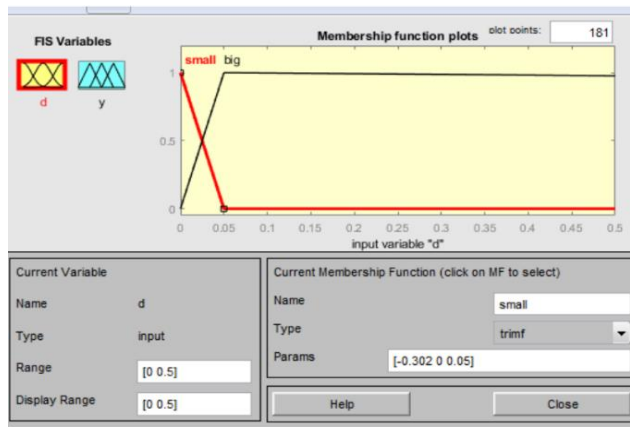 FIS Variables
Membership function plots
plot points:
181
d
y
small
big
1
0.5
0
0 0.05 0.1 0.15 0.2 0.25 0.3 0.35 0.4 0.45 0.5
input variable "d"
Current Variable
Name d
Type input
Range [0 0.5]
Display Range [0 0.5]
Current Membership Function (click on MF to select)
Name small
Type trimf
Params [-0.302 0 0.05]
Help
Close